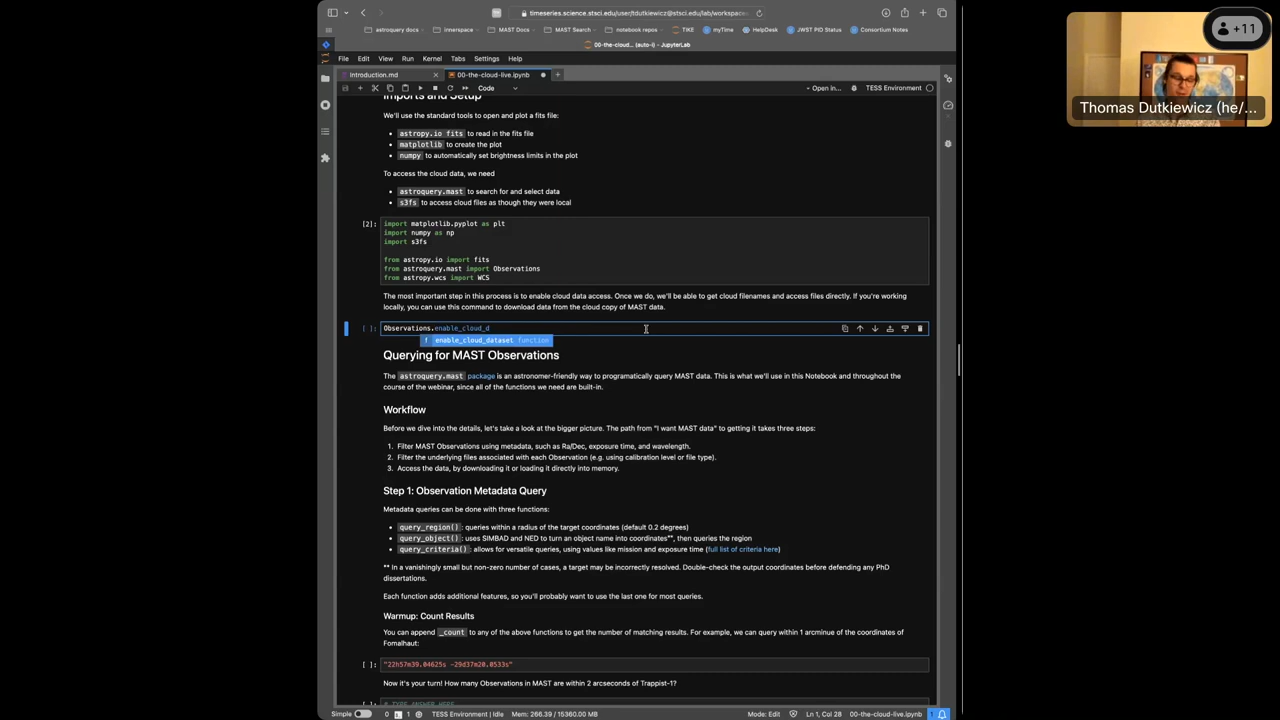 timeseries.science.stsci.edu/user/tdutkiewicz@stsci.edu/lab/workspac
astroquery docs
innerspace
MAST Docs
MAST Search
notebook repos
TIKE
myTime
HelpDesk
JWST PID Status
Consortium Notes
00-the-cloud... (auto-i) - JupyterLab
File Edit View Run Kernel Tabs Settings Help
Introduction.md
00-the-cloud-live.ipynb
Code
Open in...
TESS Environment
Imports and Setup
We'll use the standard tools to open and plot a fits file:
astropy.io fits to read in the fits file
matplotlib to create the plot
numpy to automatically set brightness limits in the plot
To access the cloud data, we need
astroquery.mast to search for and select data
s3fs to access cloud files as though they were local
[2]: import matplotlib.pyplot as plt
import numpy as np
import s3fs
from astropy.io import fits
from astroquery.mast import Observations
from astropy.wcs import WCS
The most important step in this process is to enable cloud data access. Once we do, we'll be able to get cloud filenames and access files directly. If you're working
locally, you can use this command to download data from the cloud copy of MAST data.
[ ]: Observations.enable_cloud_d
f enable_cloud_dataset function
Querying for MAST Observations
The astroquery.mast package is an astronomer-friendly way to programatically query MAST data. This is what we'll use in this Notebook and throughout the
course of the webinar, since all of the functions we need are built-in.
Workflow
Before we dive into the details, let's take a look at the bigger picture. The path from "I want MAST data" to getting it takes three steps:
1. Filter MAST Observations using metadata, such as Ra/Dec, exposure time, and wavelength.
2. Filter the underlying files associated with each Observation (e.g. using calibration level or file type).
3. Access the data, by downloading it or loading it directly into memory.
Step 1: Observation Metadata Query
Metadata queries can be done with three functions:
query_region() : queries within a radius of the target coordinates (default 0.2 degrees)
query_object() : uses SIMBAD and NED to turn an object name into coordinates**, then queries the region
query_criteria() : allows for versatile queries, using values like mission and exposure time (full list of criteria here)
** In a vanishingly small but non-zero number of cases, a target may be incorrectly resolved. Double-check the output coordinates before defending any PhD
dissertations.
Each function adds additional features, so you'll probably want to use the last one for most queries.
Warmup: Count Results
You can append _count to any of the above functions to get the number of matching results. For example, we can query within 1 arcminue of the coordinates of
Fomalhaut:
[ ]: "22h57m39.04625s -29d37m20.0533s"
Now it's your turn! How many Observations in MAST are within 2 arcseconds of Trappist-1?
[ ]: # TYPE ANSWER HERE
Simple 0 1 TESS Environment | Idle Mem: 266.39 / 15360.00 MB Mode: Edit Ln 1, Col 28 00-the-cloud-live.ipynb 1
+11
Thomas Dutkiewicz (he/...